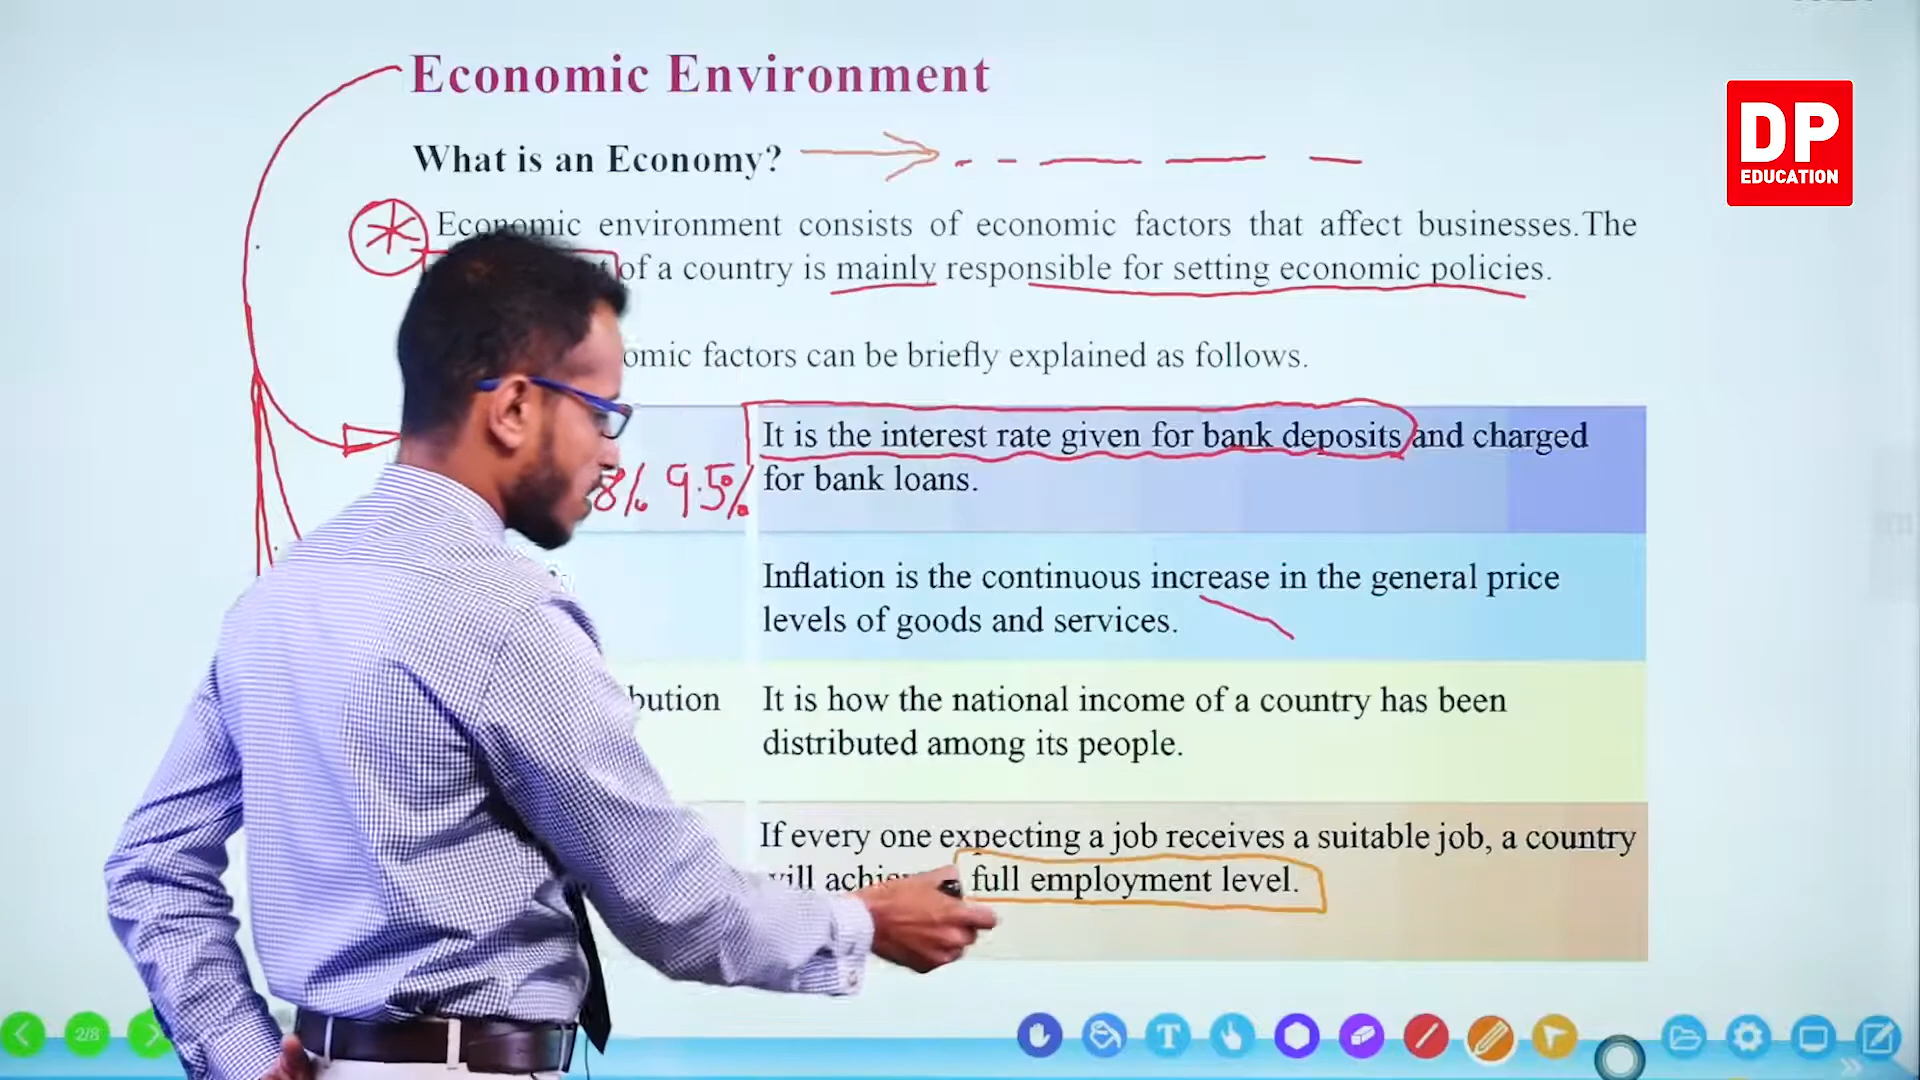 Economic Environment
DP
EDUCATION
What is an Economy?
Economic environment consists of economic factors that affect businesses.The
of a country is mainly responsible for setting economic policies.
omic factors can be briefly explained as follows.
It is the interest rate given for bank deposits and charged
for bank loans.
8% 9.5%
Inflation is the continuous increase in the general price
levels of goods and services.
bution
It is how the national income of a country has been
distributed among its people.
If every one expecting a job receives a suitable job, a country
will full employment level.
2/8
T